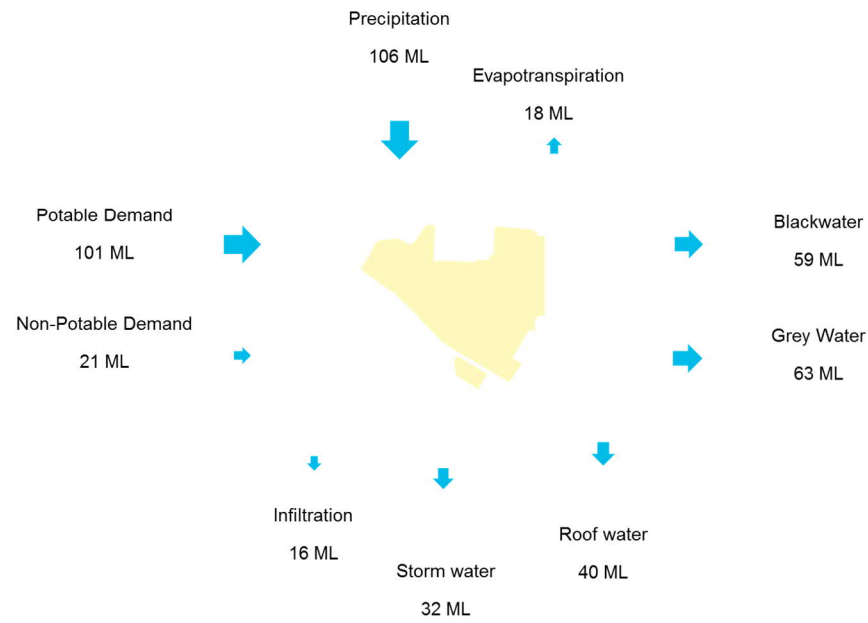 Precipitation
106 ML
Evapotranspiration
18 ML
Potable Demand
101 ML
Blackwater
59 ML
Non-Potable Demand
21 ML
Grey Water
63 ML
Infiltration
16 ML
Storm water
32 ML
Roof water
40 ML